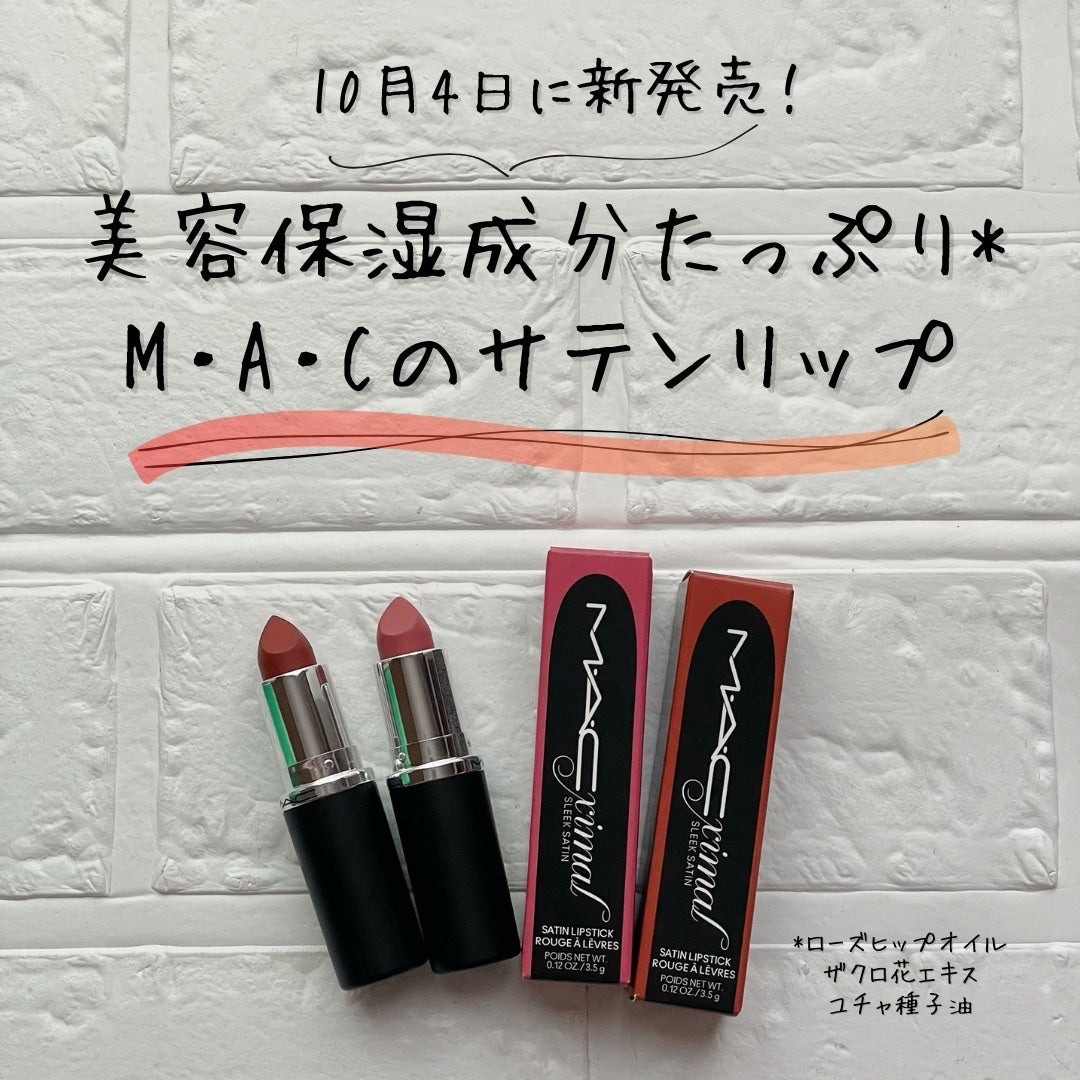 10月4日に新発売!
美容保湿成分たっぷり*
M・A・Cのサテンリップ
M·A·Cximal
SLEEK SATIN
SATIN LIPSTICK
ROUGE À LÈVRES
POIDS NET WT.
0.12 OZ./3.5 g
M·A·Cximal
SLEEK SATIN
SATIN LIPSTICK
ROUGE À LÈVRES
POIDS NET WT.
0.12 OZ./3.5 g
*ローズヒップオイル
ザクロ花エキス
ユチャ種子油